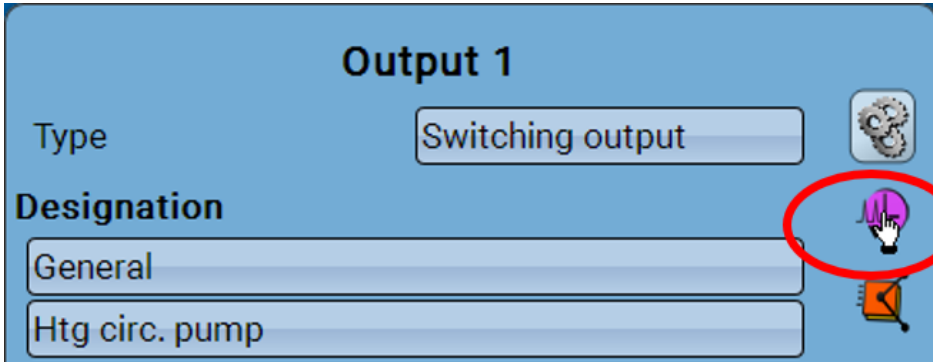 Output 1
Type Switching output
Designation
General
Htg circ. pump